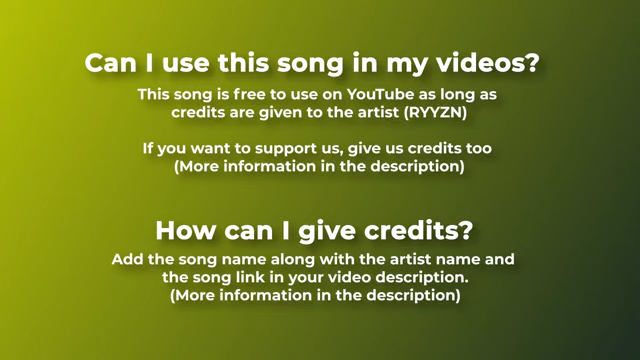 Can I use this song in my videos?
This song is free to use on YouTube as long as
credits are given to the artist (RYYZN)
If you want to support us, give us credits too
(More information in the description)
How can I give credits?
Add the song name along with the artist name and
the song link in your video description.
(More information in the description)